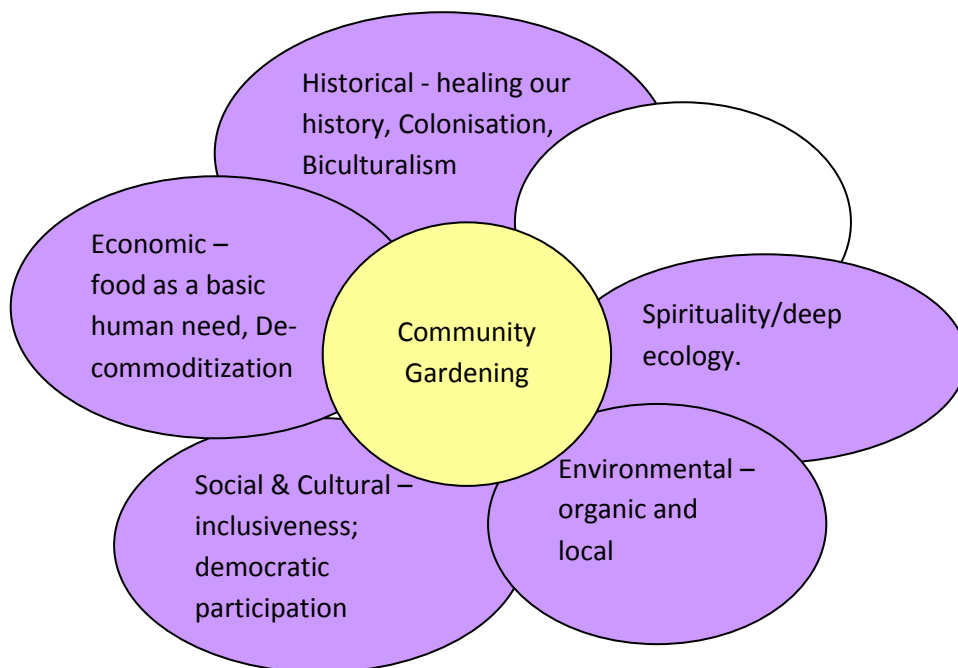 Historical - healing our
history, Colonisation,
Biculturalism
Economic –
food as a basic
human need, De-
commoditization
Community
Gardening
Spirituality/deep
ecology.
Social & Cultural –
inclusiveness;
democratic
participation
Environmental –
organic and
local